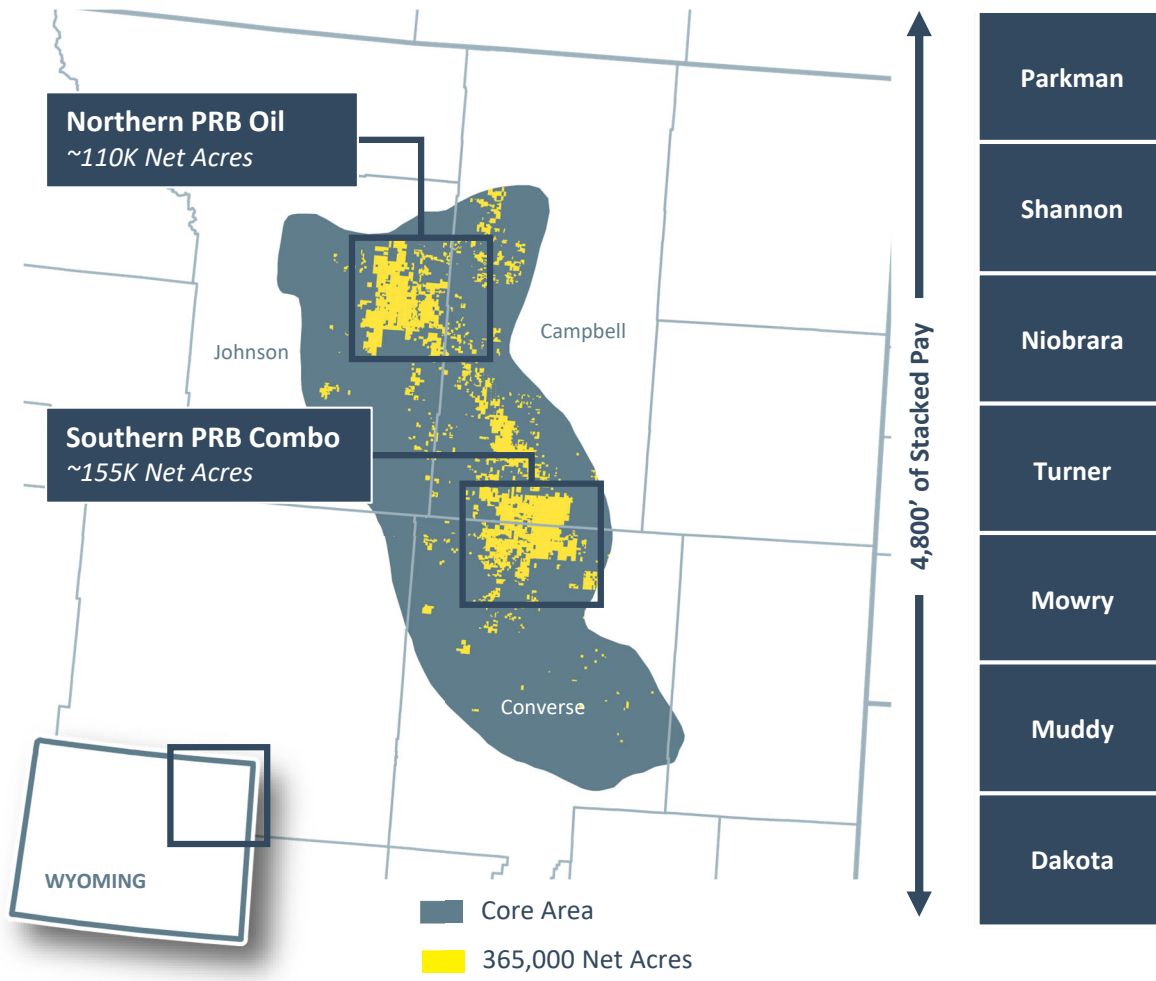 Northern PRB Oil
~110K Net Acres
Johnson
Campbell
Southern PRB Combo
~155K Net Acres
Converse
WYOMING
Core Area
365,000 Net Acres
4,800’ of Stacked Pay
Parkman
Shannon
Niobrara
Turner
Mowry
Muddy
Dakota